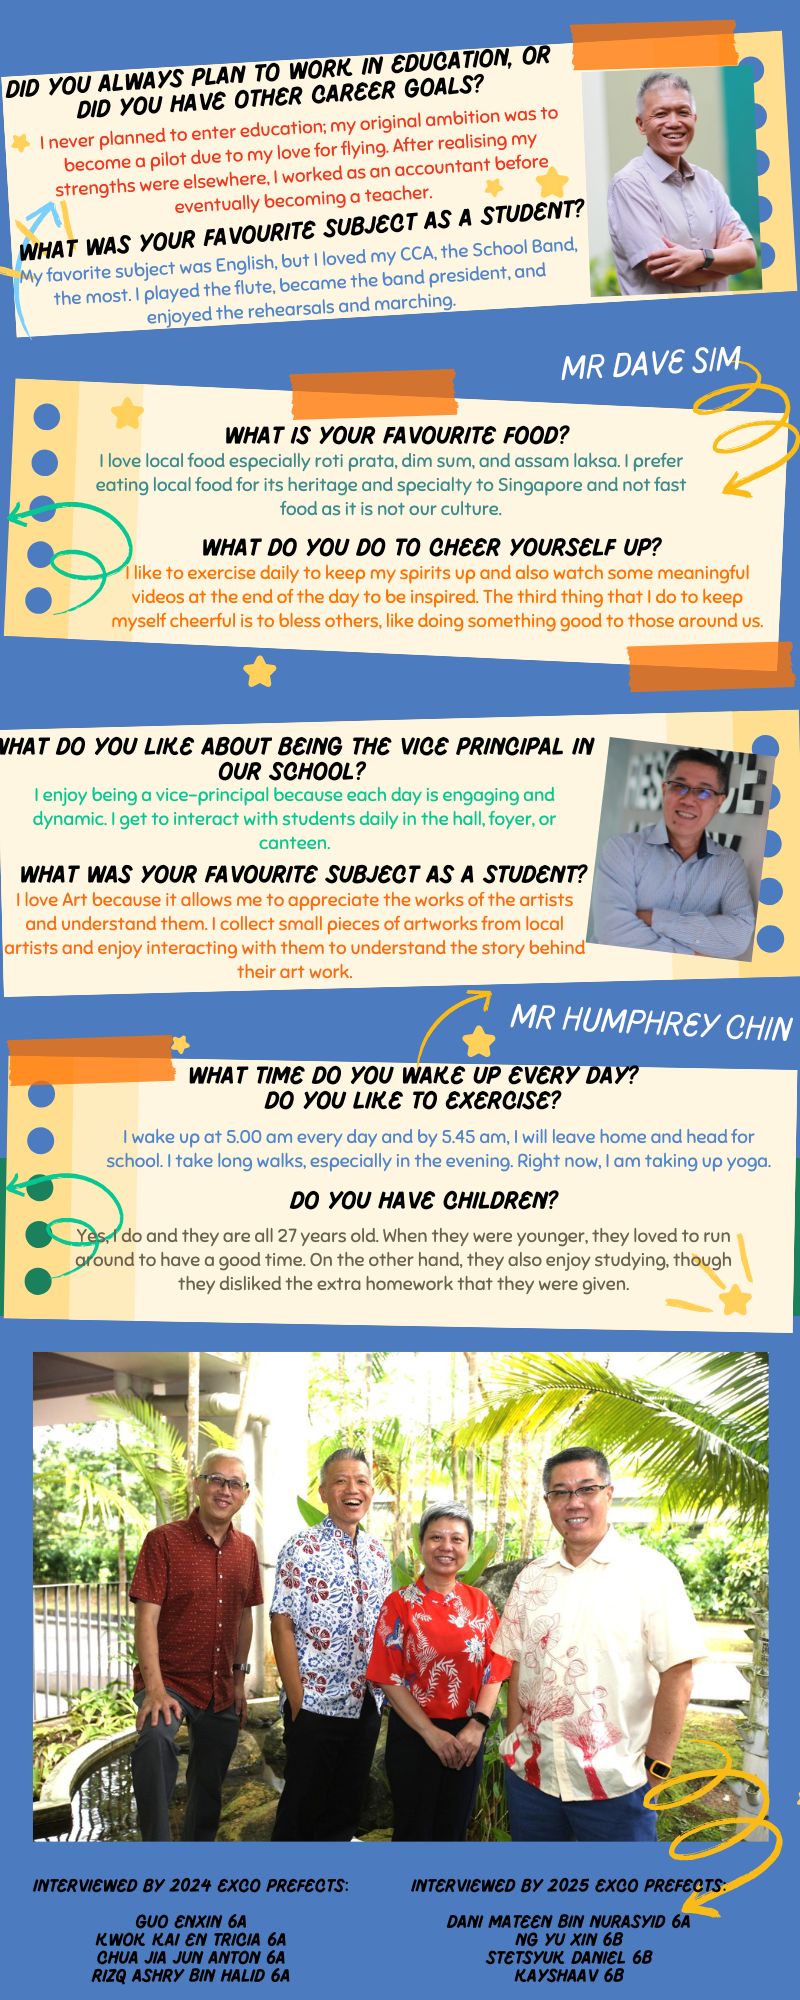 DID YOU ALWAYS PLAN TO WORK IN EDUCATION, OR
DID YOU HAVE OTHER CAREER GOALS?
I never planned to enter education; my original ambition was to
become a pilot due to my love for flying. After realising my
strengths were elsewhere, I worked as an accountant before
eventually becoming a teacher.
WHAT WAS YOUR FAVOURITE SUBJECT AS A STUDENT?
My favorite subject was English, but I loved my CCA, the School Band,
the most. I played the flute, became the band president, and
enjoyed the rehearsals and marching.
MR DAVE SIM
WHAT IS YOUR FAVOURITE FOOD?
I love local food especially roti prata, dim sum, and assam laksa. I prefer
eating local food for its heritage and specialty to Singapore and not fast
food as it is not our culture.
WHAT DO YOU DO TO CHEER YOURSELF UP?
I like to exercise daily to keep my spirits up and also watch some meaningful
videos at the end of the day to be inspired. The third thing that I do to keep
myself cheerful is to bless others, like doing something good to those around us.
WHAT DO YOU LIKE ABOUT BEING THE VICE PRINCIPAL IN
OUR SCHOOL?
I enjoy being a vice-principal because each day is engaging and
dynamic. I get to interact with students daily in the hall, foyer, or
canteen.
WHAT WAS YOUR FAVOURITE SUBJECT AS A STUDENT?
I love Art because it allows me to appreciate the works of the artists
and understand them. I collect small pieces of artworks from local
artists and enjoy interacting with them to understand the story behind
their art work.
MR HUMPHREY CHIN
WHAT TIME DO YOU WAKE UP EVERY DAY?
DO YOU LIKE TO EXERCISE?
I wake up at 5.00 am every day and by 5.45 am, I will leave home and head for
school. I take long walks, especially in the evening. Right now, I am taking up yoga.
DO YOU HAVE CHILDREN?
Yes, I do and they are all 27 years old. When they were younger, they loved to run
around to have a good time. On the other hand, they also enjoy studying, though
they disliked the extra homework that they were given.
INTERVIEWED BY 2024 EXCO PREFECTS:
GUO ENXIN 6A
KWOK KAI EN TRICIA 6A
CHUA JIA JUN ANTON 6A
RIZQ ASHRY BIN HALID 6A
INTERVIEWED BY 2025 EXCO PREFECTS:
DANI MATEEN BIN NURASYID 6A
NG YU XIN 6B
STETSYUK DANIEL 6B
KAYSHAAV 6B